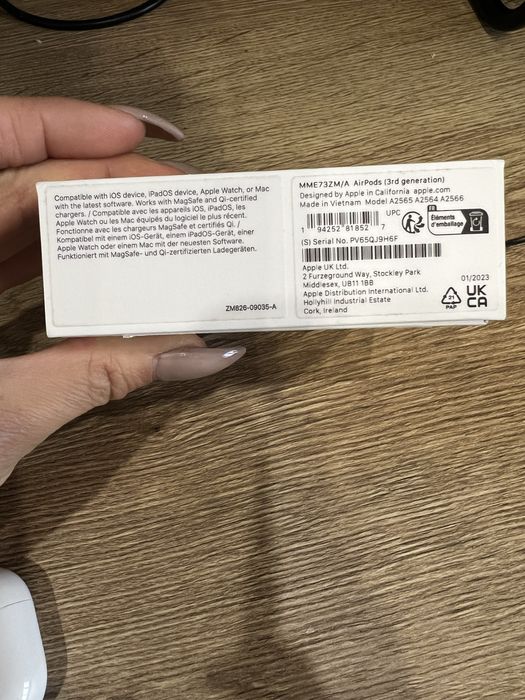 Compatible with iOS device, iPadOS device, Apple Watch, or Mac
with the latest software. Works with MagSafe and Qi-certified
chargers. / Compatible avec les appareils iOS, iPadOS, les
Apple Watch ou les Mac équipés du logiciel le plus récent.
Fonctionne avec les chargeurs MagSafe et certifiés Qi. /
Kompatibel mit einem iOS-Gerät, einem iPadOS-Gerät, einer
Apple Watch oder einem Mac mit der neuesten Software.
Funktioniert mit MagSafe- und Qi-zertifizierten Ladegeräten.
ZM826-09035-A
MME73ZM/A AirPods (3rd generation)
Designed by Apple in California apple.com
Made in Vietnam Model A2565 A2564 A2566
UPC
1 94252 81852 7
FR
Éléments
d'emballage
(S) Serial No. PV65QJ9H6F
Apple UK Ltd.
2 Furzeground Way, Stockley Park
Middlesex, UB11 1BB
Apple Distribution International Ltd.
Hollyhill Industrial Estate
Cork, Ireland
01/2023
21
PAP
UK
CA